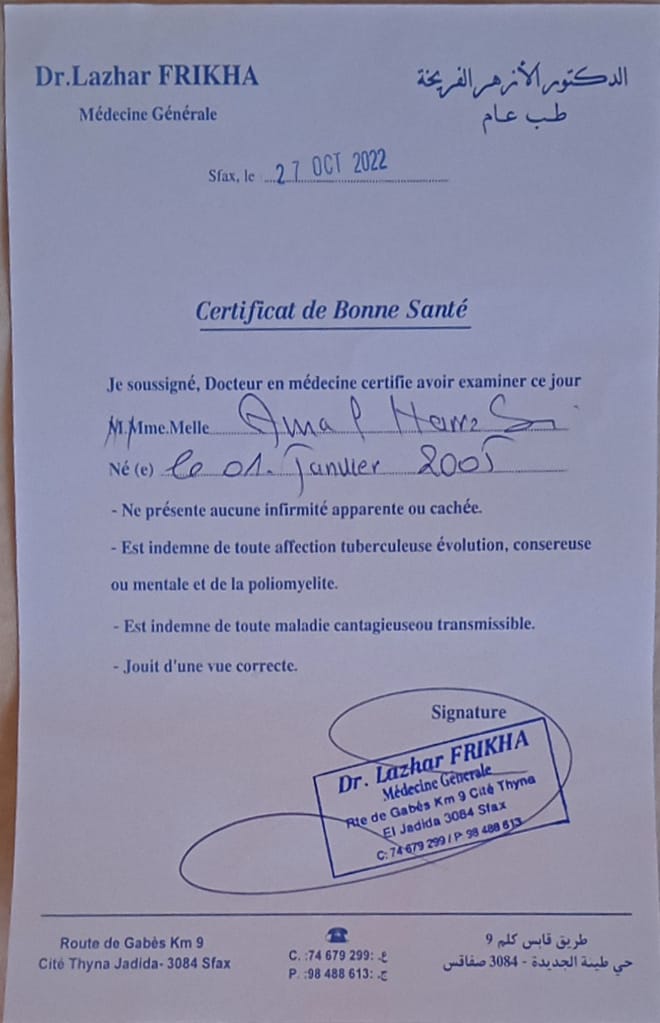 Dr.Lazhar FRIKHA
Médecine Générale
الدكتور الأزهر الفريخة
طب عام
Sfax, le 27 OCT 2022
Certificat de Bonne Santé
Je soussigné, Docteur en médecine certifie avoir examiner ce jour
M.Mme.Melle Amal Hamzi
Né (e) le 01. Janvier 2005
- Ne présente aucune infirmité apparente ou cachée.
- Est indemne de toute affection tuberculeuse évolution, consereuse
ou mentale et de la poliomyelite.
- Est indemne de toute maladie cantagieuseou transmissible.
- Jouit d'une vue correcte.
Signature
Dr. Lazhar FRIKHA
Médecine Génerale
Rte de Gabès Km 9 Cité Thyna
El Jadida 3084 Sfax
C: 74 679 299 / P 98 488 613
Route de Gabès Km 9
Cité Thyna Jadida- 3084 Sfax
☎
C. :74 679 299: ع.
P. :98 488 613: ج.
طريق قابس كلم 9
حي طينة الجديدة - 3084 صفاقس